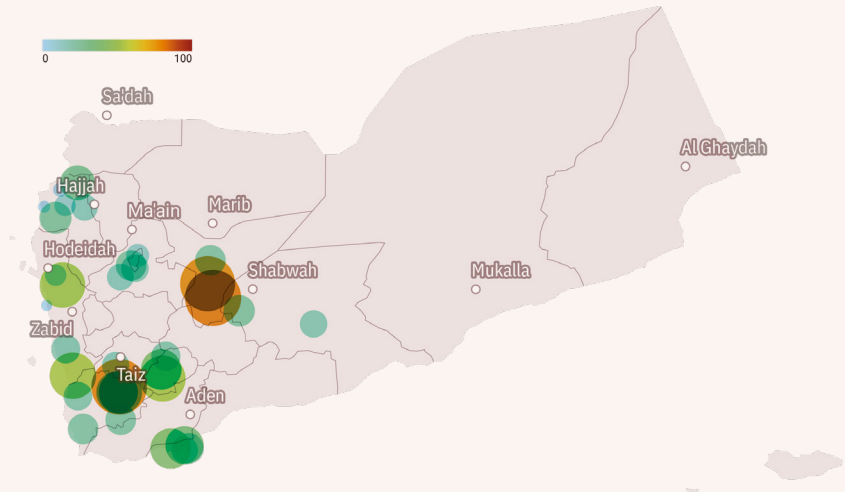 0 100
Sa'dah
Al Ghaydah
Hajjah
Ma'ain
Marib
Hodeidah
Shabwah
Mukalla
Zabid
Taiz
Aden